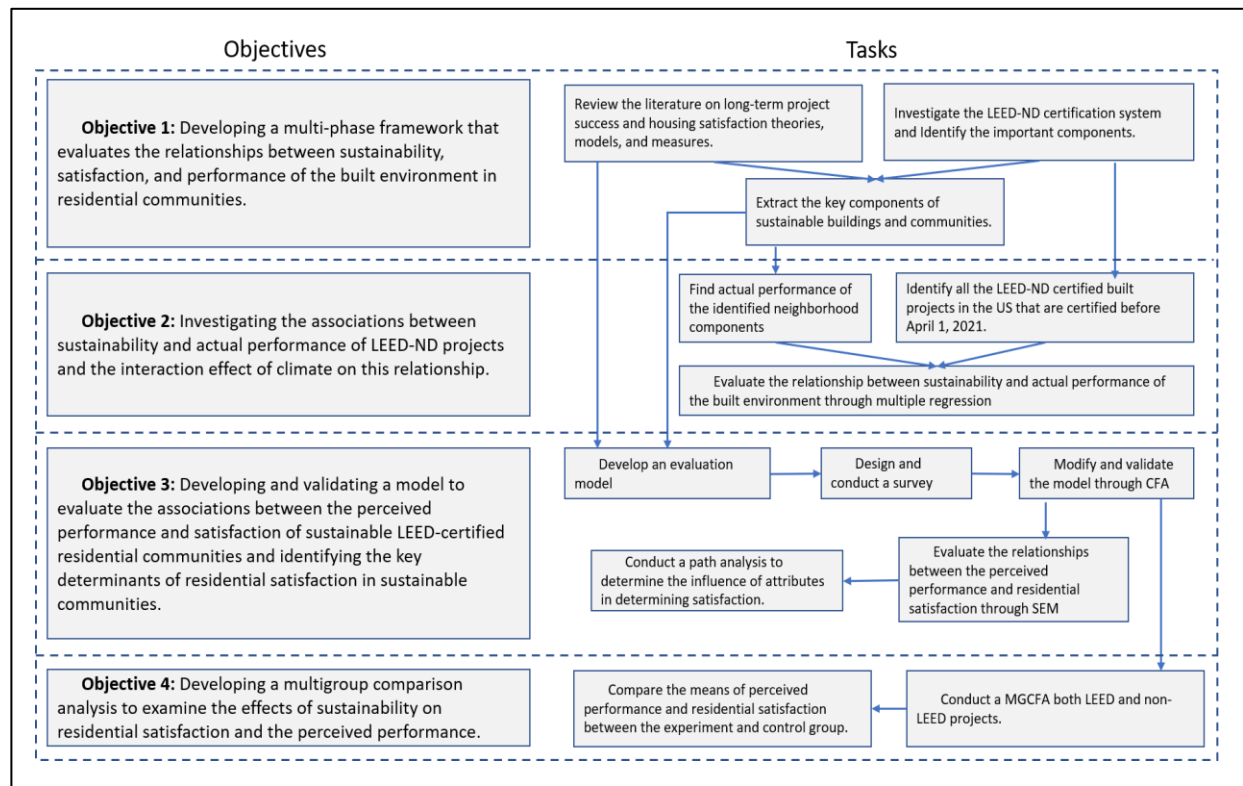 Objectives
Tasks
Objective 1: Developing a multi-phase framework that
evaluates the relationships between sustainability,
satisfaction, and performance of the built environment in
residential communities.
Review the literature on long-term project
success and housing satisfaction theories,
models, and measures.
Investigate the LEED-ND certification system
and Identify the important components.
Extract the key components of
sustainable buildings and communities.
Objective 2: Investigating the associations between
sustainability and actual performance of LEED-ND projects
and the interaction effect of climate on this relationship.
Find actual performance of
the identified neighborhood
components
Identify all the LEED-ND certified built
projects in the US that are certified before
April 1, 2021.
Evaluate the relationship between sustainability and actual performance of
the built environment through multiple regression
Objective 3: Developing and validating a model to
evaluate the associations between the perceived
performance and satisfaction of sustainable LEED-certified
residential communities and identifying the key
determinants of residential satisfaction in sustainable
communities.
Develop an evaluation
model
Design and
conduct a survey
Modify and validate
the model through CFA
Conduct a path analysis to
determine the influence of attributes
in determining satisfaction.
Evaluate the relationships
between the perceived
performance and residential
satisfaction through SEM
Objective 4: Developing a multigroup comparison
analysis to examine the effects of sustainability on
residential satisfaction and the perceived performance.
Compare the means of perceived
performance and residential satisfaction
between the experiment and control group.
Conduct a MGCFA both LEED and non-
LEED projects.